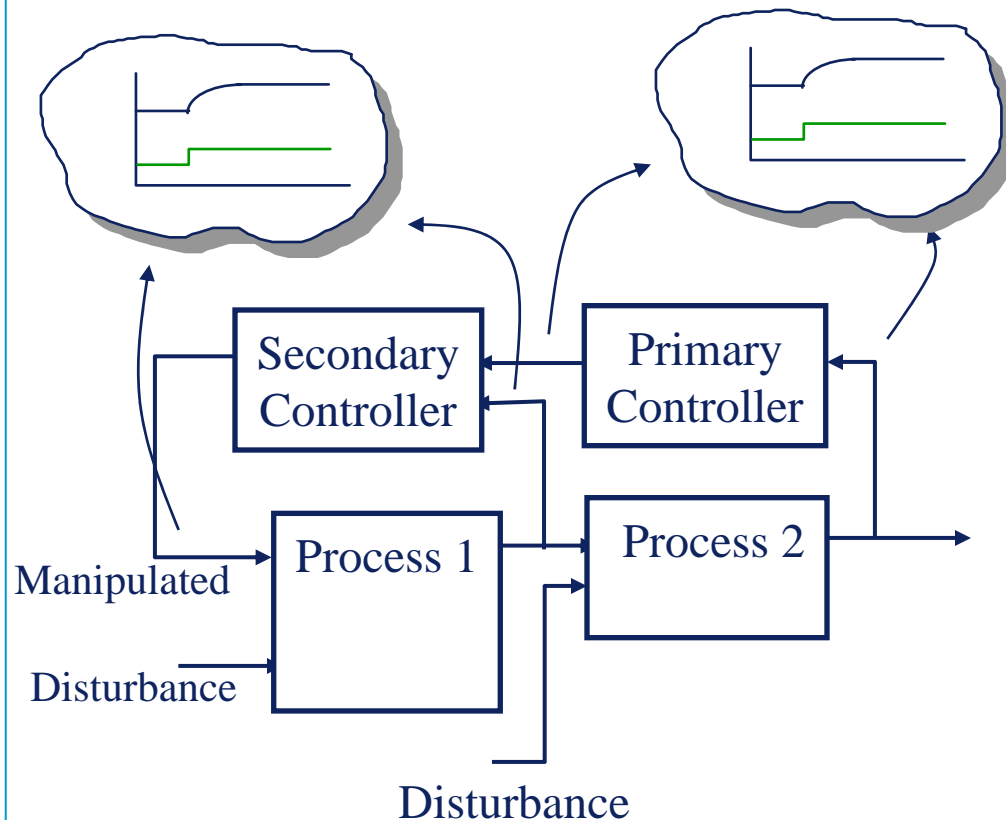 Secondary
Controller
Primary
Controller
Process 1
Process 2
Manipulated
Disturbance
Disturbance